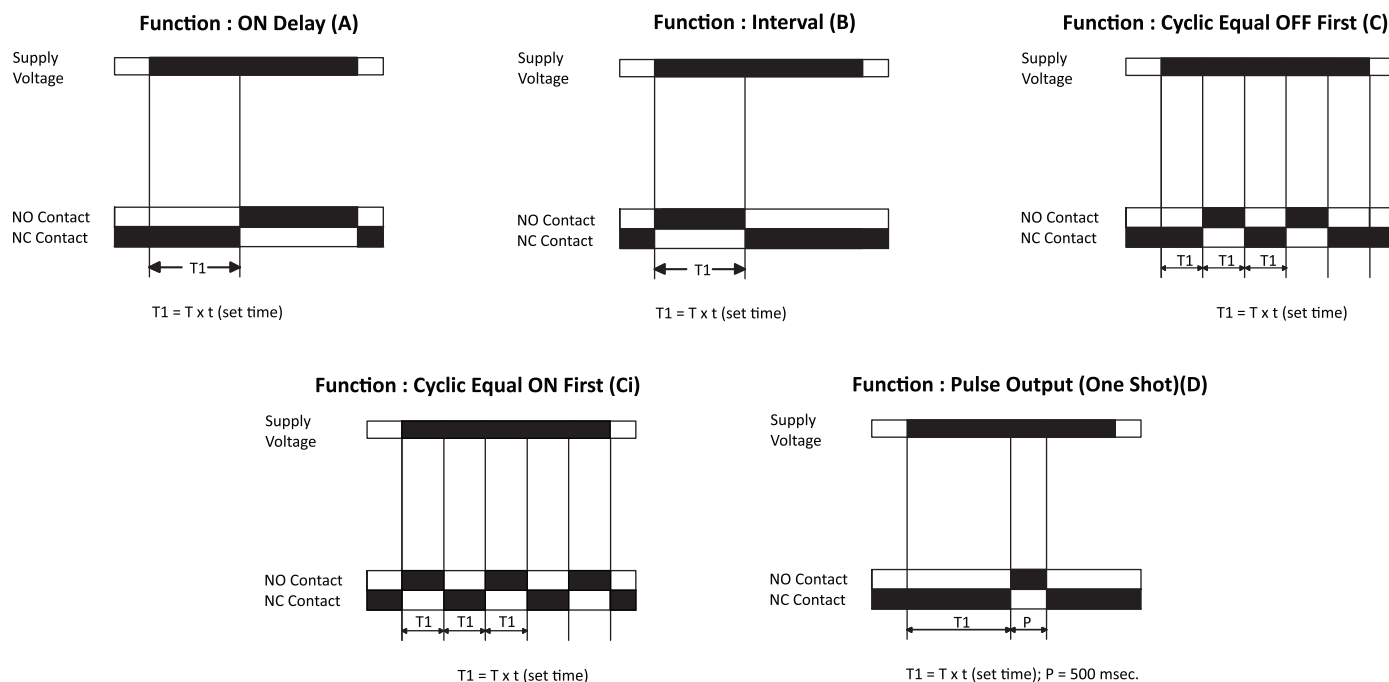 Function : ON Delay (A)
Supply
Voltage
NO Contact
NC Contact
T1
T1 = T x t (set time)
Function : Interval (B)
Supply
Voltage
NO Contact
NC Contact
T1
T1 = T x t (set time)
Function : Cyclic Equal OFF First (C)
Supply
Voltage
NO Contact
NC Contact
T1 T1 T1
T1 = T x t (set time)
Function : Cyclic Equal ON First (Ci)
Supply
Voltage
NO Contact
NC Contact
T1 T1 T1
T1 = T x t (set time)
Function : Pulse Output (One Shot)(D)
Supply
Voltage
NO Contact
NC Contact
T1 P
T1 = T x t (set time); P = 500 msec.